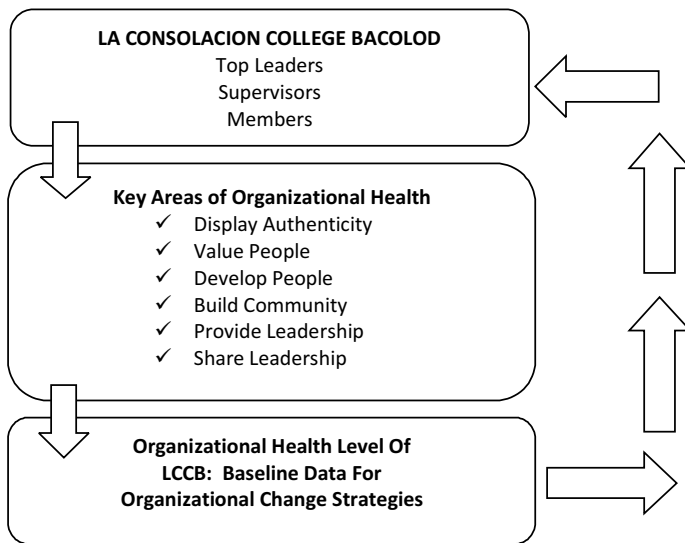 LA CONSOLACION COLLEGE BACOLOD
Top Leaders
Supervisors
Members
Key Areas of Organizational Health
✓ Display Authenticity
✓ Value People
✓ Develop People
✓ Build Community
✓ Provide Leadership
✓ Share Leadership
Organizational Health Level Of
LCCB: Baseline Data For
Organizational Change Strategies